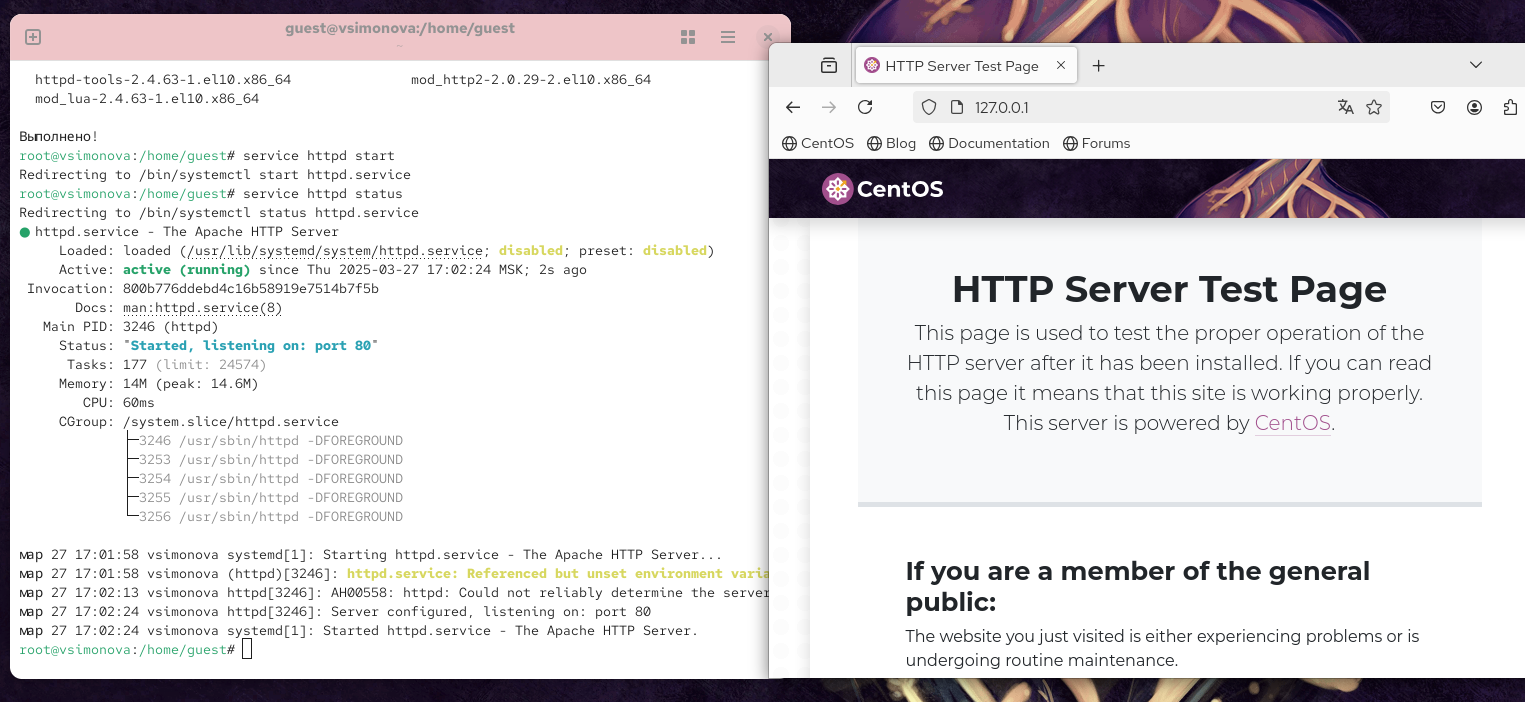 guest@vsimonova:/home/guest
~
httpd-tools-2.4.63-1.el10.x86_64 mod_http2-2.0.29-2.el10.x86_64
mod_lua-2.4.63-1.el10.x86_64
Выполнено!
root@vsimonova:/home/guest# service httpd start
Redirecting to /bin/systemctl start httpd.service
root@vsimonova:/home/guest# service httpd status
Redirecting to /bin/systemctl status httpd.service
● httpd.service - The Apache HTTP Server
Loaded: loaded (/usr/lib/systemd/system/httpd.service; disabled; preset: disabled)
Active: active (running) since Thu 2025-03-27 17:02:24 MSK; 2s ago
Invocation: 800b776ddebd4c16b58919e7514b7f5b
Docs: man:httpd.service(8)
Main PID: 3246 (httpd)
Status: "Started, listening on: port 80"
Tasks: 177 (limit: 24574)
Memory: 14M (peak: 14.6M)
CPU: 60ms
CGroup: /system.slice/httpd.service
├─3246 /usr/sbin/httpd -DFOREGROUND
├─3253 /usr/sbin/httpd -DFOREGROUND
├─3254 /usr/sbin/httpd -DFOREGROUND
├─3255 /usr/sbin/httpd -DFOREGROUND
└─3256 /usr/sbin/httpd -DFOREGROUND
мар 27 17:01:58 vsimonova systemd[1]: Starting httpd.service - The Apache HTTP Server...
мар 27 17:01:58 vsimonova (httpd)[3246]: httpd.service: Referenced but unset environment varia
мар 27 17:02:13 vsimonova httpd[3246]: AH00558: httpd: Could not reliably determine the server
мар 27 17:02:24 vsimonova httpd[3246]: Server configured, listening on: port 80
мар 27 17:02:24 vsimonova systemd[1]: Started httpd.service - The Apache HTTP Server.
root@vsimonova:/home/guest#
HTTP Server Test Page
127.0.0.1
CentOS Blog Documentation Forums
CentOS
HTTP Server Test Page
This page is used to test the proper operation of the
HTTP server after it has been installed. If you can read
this page it means that this site is working properly.
This server is powered by CentOS.
If you are a member of the general
public:
The website you just visited is either experiencing problems or is
undergoing routine maintenance.